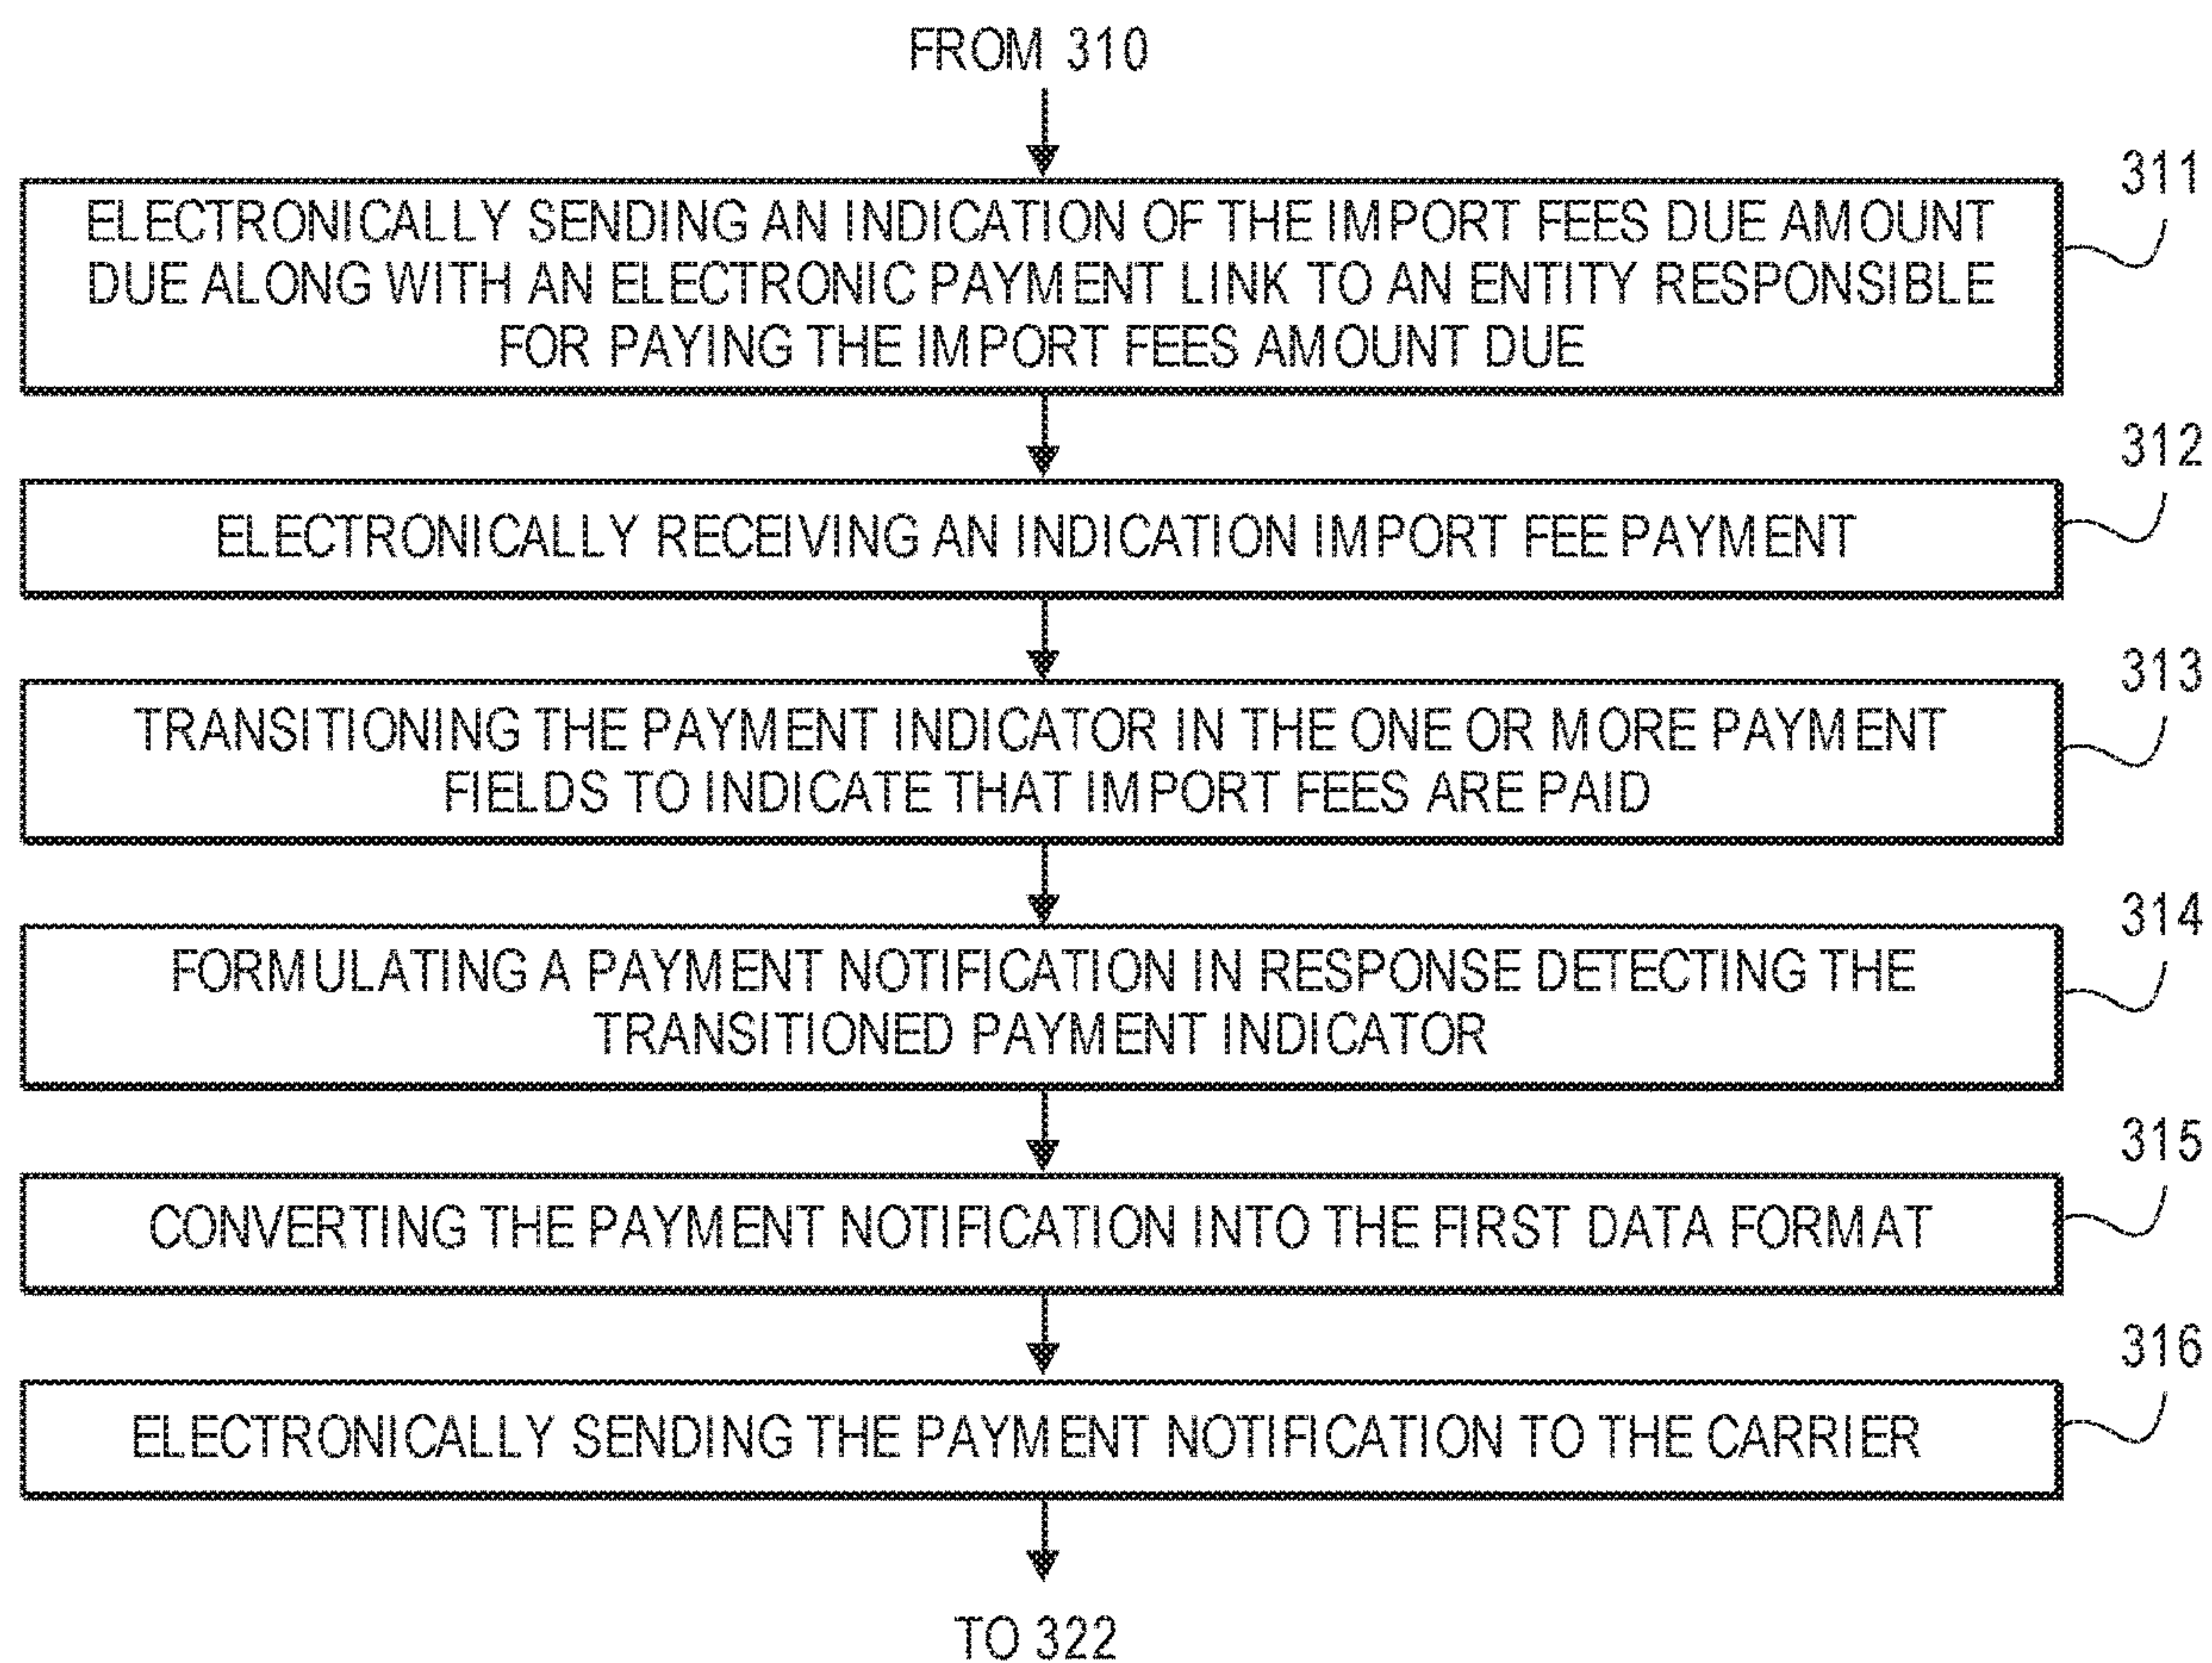 FROM 310
311
ELECTRONICALLY SENDING AN INDICATION OF THE IMPORT FEES DUE AMOUNT
DUE ALONG WITH AN ELECTRONIC PAYMENT LINK TO AN ENTITY RESPONSIBLE
FOR PAYING THE IMPORT FEES AMOUNT DUE
312
ELECTRONICALLY RECEIVING AN INDICATION IMPORT FEE PAYMENT
313
TRANSITIONING THE PAYMENT INDICATOR IN THE ONE OR MORE PAYMENT
FIELDS TO INDICATE THAT IMPORT FEES ARE PAID
314
FORMULATING A PAYMENT NOTIFICATION IN RESPONSE DETECTING THE
TRANSITIONED PAYMENT INDICATOR
315
CONVERTING THE PAYMENT NOTIFICATION INTO THE FIRST DATA FORMAT
316
ELECTRONICALLY SENDING THE PAYMENT NOTIFICATION TO THE CARRIER
TO 322